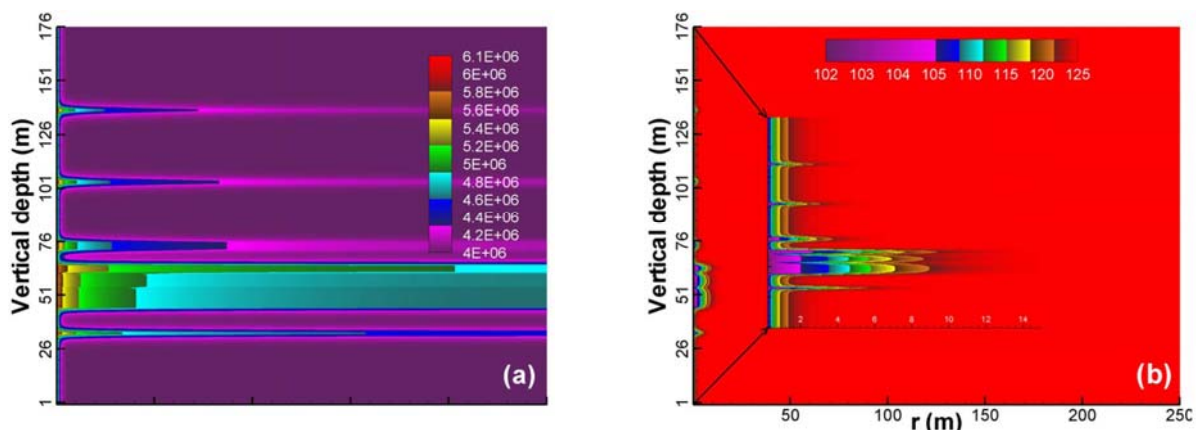 Vertical depth (m)
176
151
126
101
76
51
26
1
6.1E+06
6E+06
5.8E+06
5.6E+06
5.4E+06
5.2E+06
5E+06
4.8E+06
4.6E+06
4.4E+06
4.2E+06
4E+06
(a)
Vertical depth (m)
176
151
126
101
76
51
26
1
102 103 104 105 110 115 120 125
2 4 6 8 10 12 14
(b)
50 100 150 200 250
r (m)